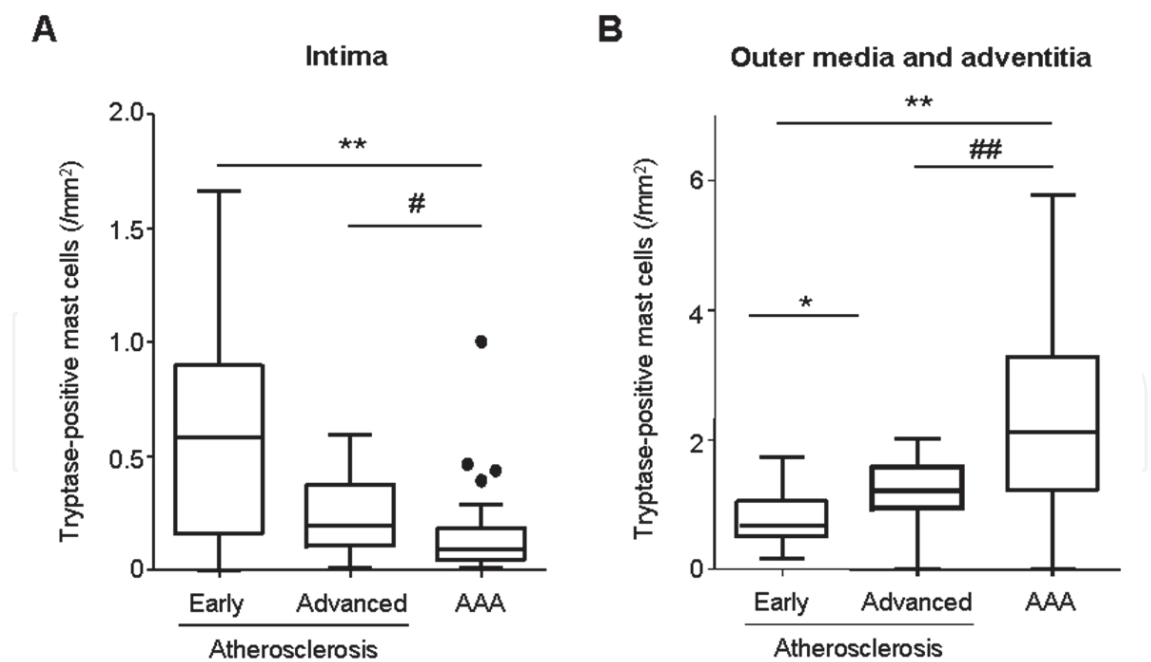 A
Intima
Tryptase-positive mast cells (/mm²)
2.0
1.5
1.0
0.5
0
**
#
Early
Advanced
AAA
Atherosclerosis
B
Outer media and adventitia
Tryptase-positive mast cells (/mm²)
6
4
2
0
**
##
*
Early
Advanced
AAA
Atherosclerosis